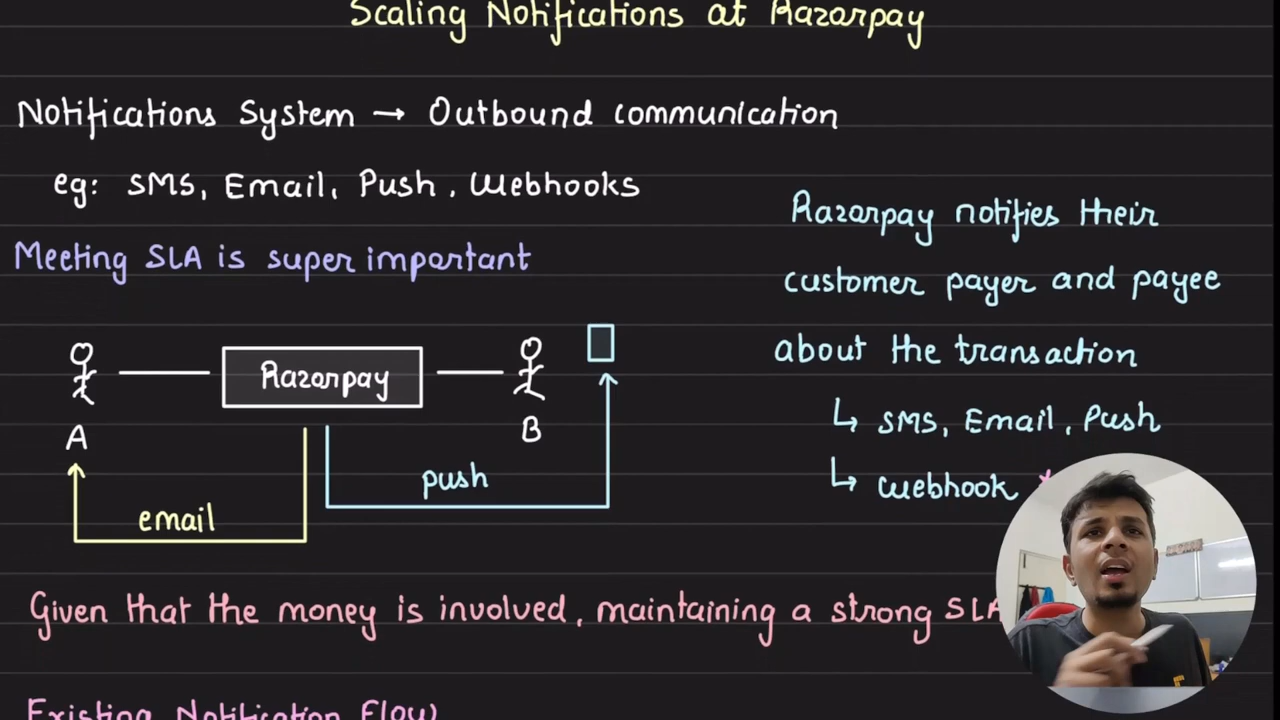 Scaling Notifications at Razorpay
Notifications System → Outbound communication
eg: SMS, Email, Push, Webhooks
Meeting SLA is super important
Razorpay notifies their
customer payer and payee
about the transaction
↳ SMS, Email, Push
↳ Webhook *
Razorpay
A
B
push
email
Given that the money is involved, maintaining a strong SLA
Existing Notification Flow